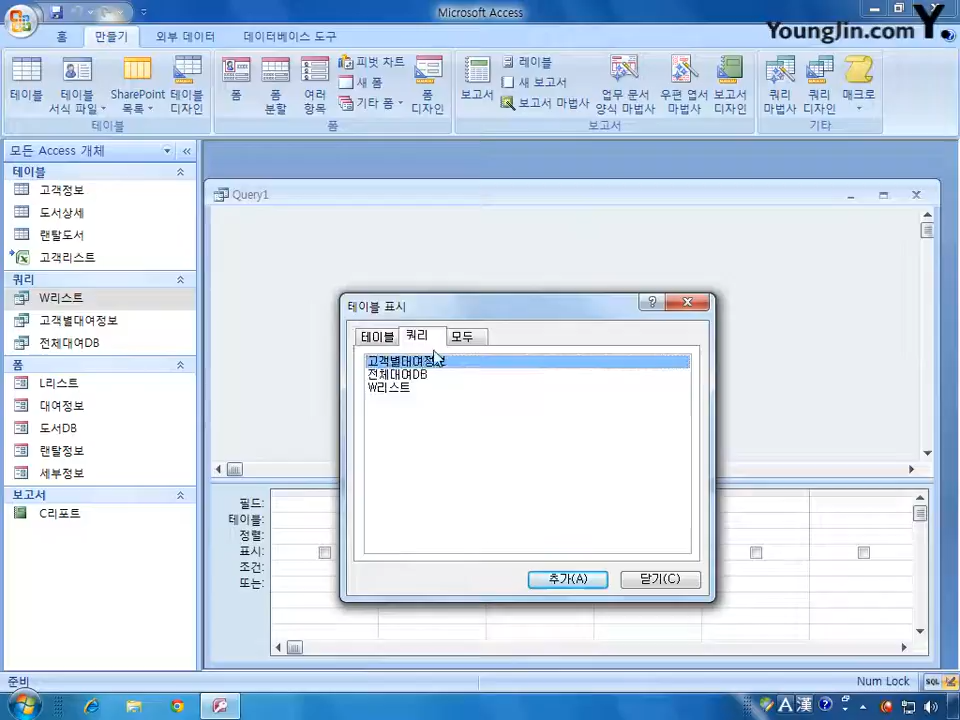 Microsoft Access
YoungJin.com Y.
홈 만들기 외부 데이터 데이터베이스 도구
테이블
테이블 서식 파일
SharePoint 목록
테이블 디자인
테이블
폼
폼 분할
여러 항목
피벗 차트
새 폼
기타 폼
폼 디자인
폼
보고서
레이블
새 보고서
보고서 마법사
업무 문서 양식 마법사
우편 엽서 마법사
보고서 디자인
보고서
쿼리 마법사
쿼리 디자인
매크로
기타
모든 Access 개체
테이블
고객정보
도서상세
랜탈도서
고객리스트
쿼리
W리스트
고객별대여정보
전체대여DB
폼
L리스트
대여정보
도서DB
랜탈정보
세부정보
보고서
C리포트
Query1
테이블 표시
테이블 쿼리 모두
고객별대여정보
전체대여DB
W리스트
추가(A) 닫기(C)
필드:
테이블:
정렬:
표시:
조건:
또는:
준비
Num Lock
SQL
A 漢